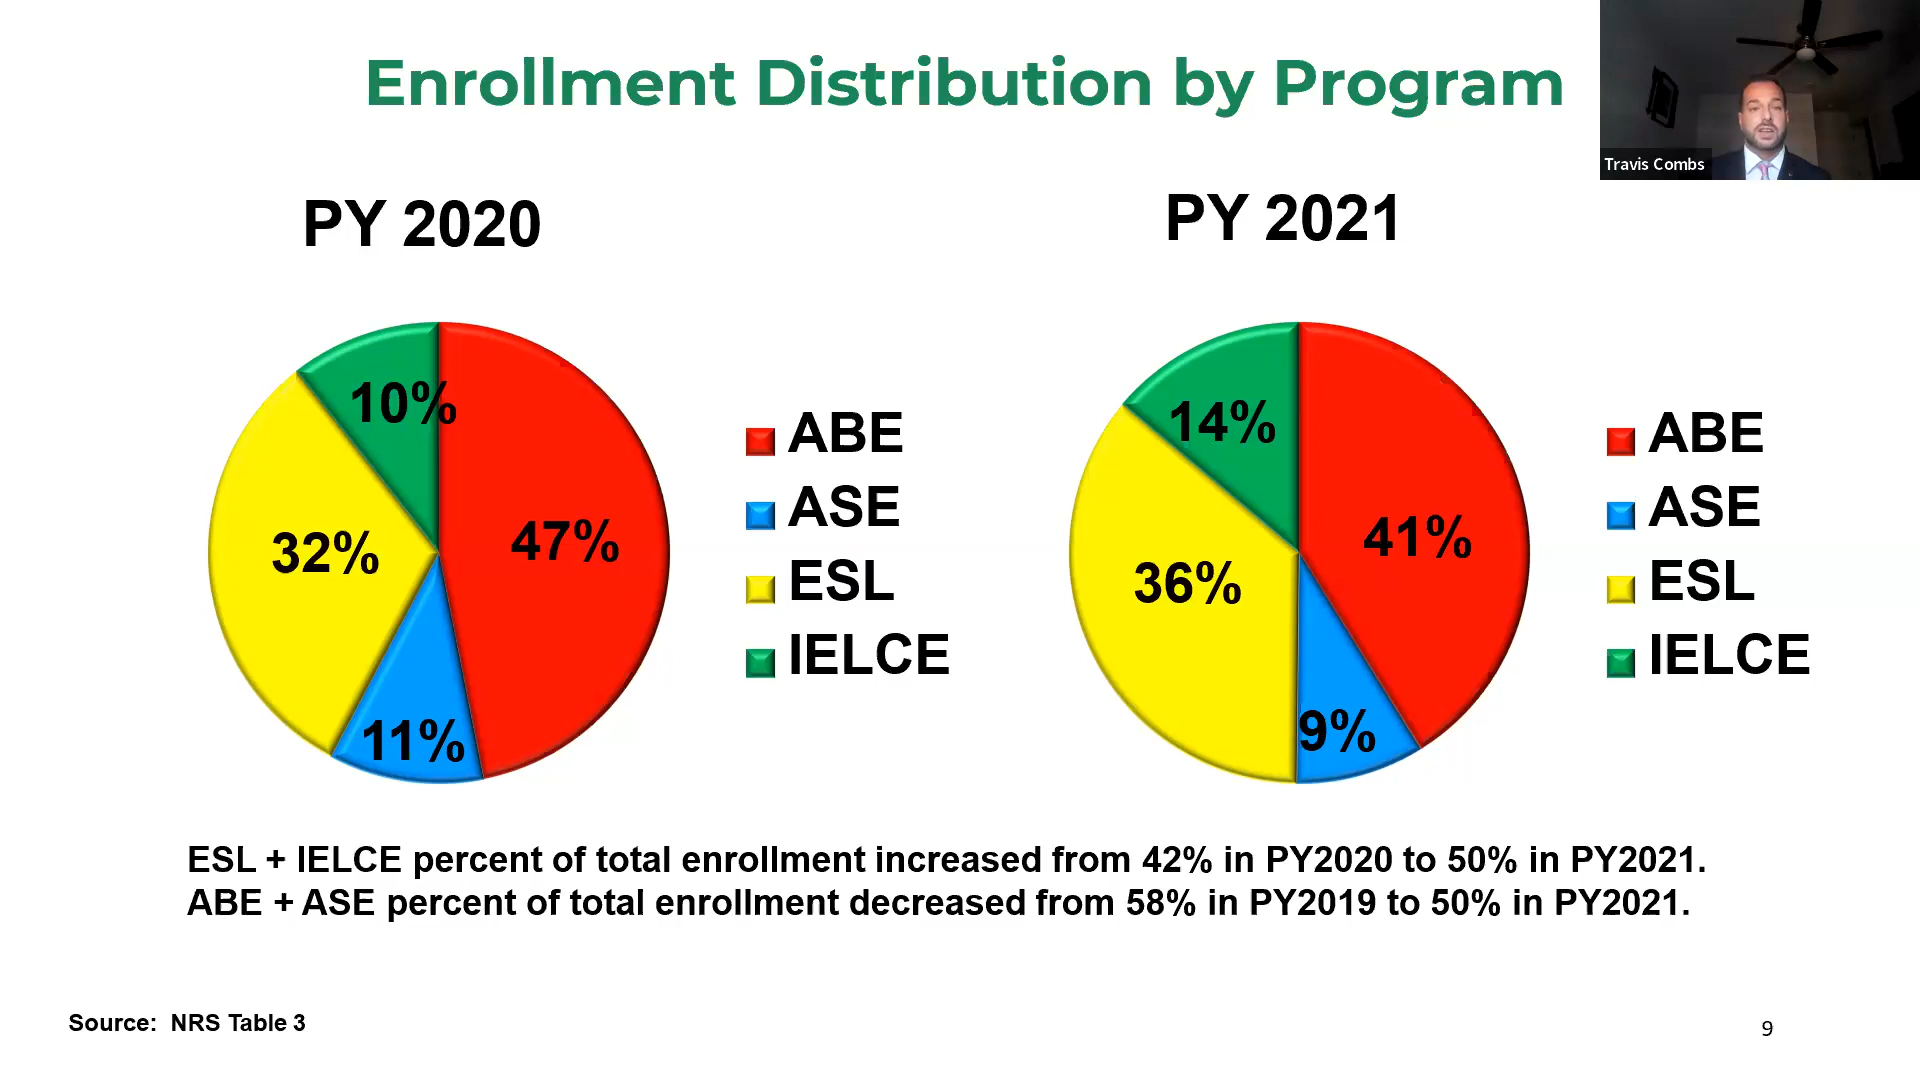 Enrollment Distribution by Program
Travis Combs
PY 2020
PY 2021
10%
47%
32%
11%
ABE
ASE
ESL
IELCE
14%
41%
36%
9%
ABE
ASE
ESL
IELCE
ESL + IELCE percent of total enrollment increased from 42% in PY2020 to 50% in PY2021.
ABE + ASE percent of total enrollment decreased from 58% in PY2019 to 50% in PY2021.
Source: NRS Table 3
9